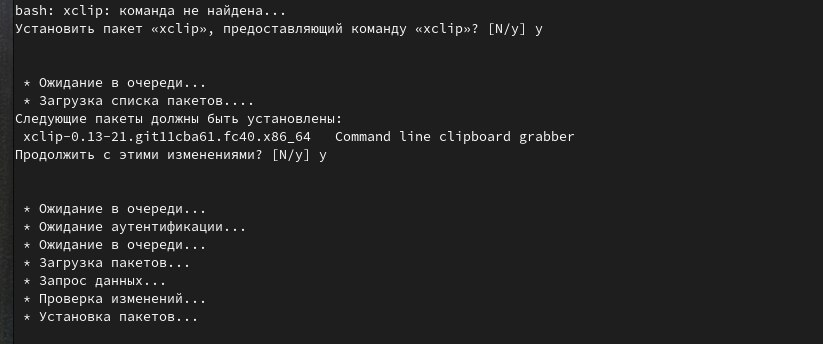 bash: xclip: команда не найдена...
Установить пакет «xclip», предоставляющий команду «xclip»? [N/y] y
* Ожидание в очереди...
* Загрузка списка пакетов....
Следующие пакеты должны быть установлены:
xclip-0.13-21.git11cba61.fc40.x86_64   Command line clipboard grabber
Продолжить с этими изменениями? [N/y] y
* Ожидание в очереди...
* Ожидание аутентификации...
* Ожидание в очереди...
* Загрузка пакетов...
* Запрос данных...
* Проверка изменений...
* Установка пакетов...